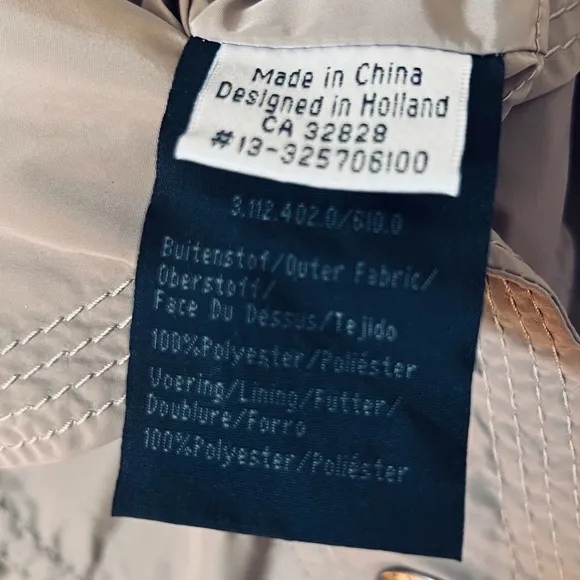 Made in China
Designed in Holland
CA 32828
#13-325706100
3.112.402.0/610.0
Buitenstof/Outer Fabric/
Oberstoff/
Face Du Dessus/Tejido
100%Polyester/Poliéster
Voering/Lining/Futter/
Doublure/Forro
100%Polyester/Poliéster